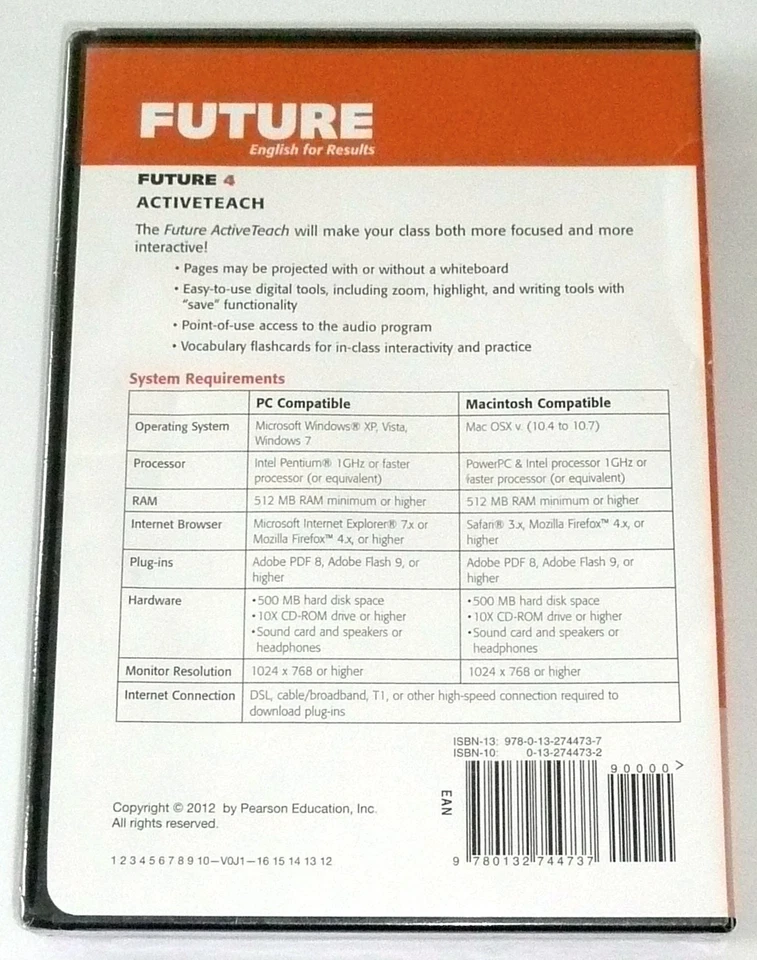 FUTURE
English for Results
FUTURE 4
ACTIVETEACH
The Future ActiveTeach will make your class both more focused and more
interactive!
• Pages may be projected with or without a whiteboard
• Easy-to-use digital tools, including zoom, highlight, and writing tools with
"save" functionality
• Point-of-use access to the audio program
• Vocabulary flashcards for in-class interactivity and practice
System Requirements
PC Compatible Macintosh Compatible
Operating System Microsoft Windows® XP, Vista, Mac OSX v. (10.4 to 10.7)
Windows 7
Processor Intel Pentium® 1GHz or faster PowerPC & Intel processor 1GHz or
processor (or equivalent) faster processor (or equivalent)
RAM 512 MB RAM minimum or higher 512 MB RAM minimum or higher
Internet Browser Microsoft Internet Explorer® 7.x or Safari® 3.x, Mozilla Firefox™ 4.x, or
Mozilla Firefox™ 4.x, or higher higher
Plug-ins Adobe PDF 8, Adobe Flash 9, or Adobe PDF 8, Adobe Flash 9, or
higher higher
Hardware •500 MB hard disk space •500 MB hard disk space
•10X CD-ROM drive or higher •10X CD-ROM drive or higher
•Sound card and speakers or •Sound card and speakers or
headphones headphones
Monitor Resolution 1024 x 768 or higher 1024 x 768 or higher
Internet Connection DSL, cable/broadband, T1, or other high-speed connection required to
download plug-ins
ISBN-13: 978-0-13-274473-7
ISBN-10: 0-13-274473-2
90000>
EAN
9 780132 744737
Copyright © 2012 by Pearson Education, Inc.
All rights reserved.
1 2 3 4 5 6 7 8 9 10—V0J1—16 15 14 13 12